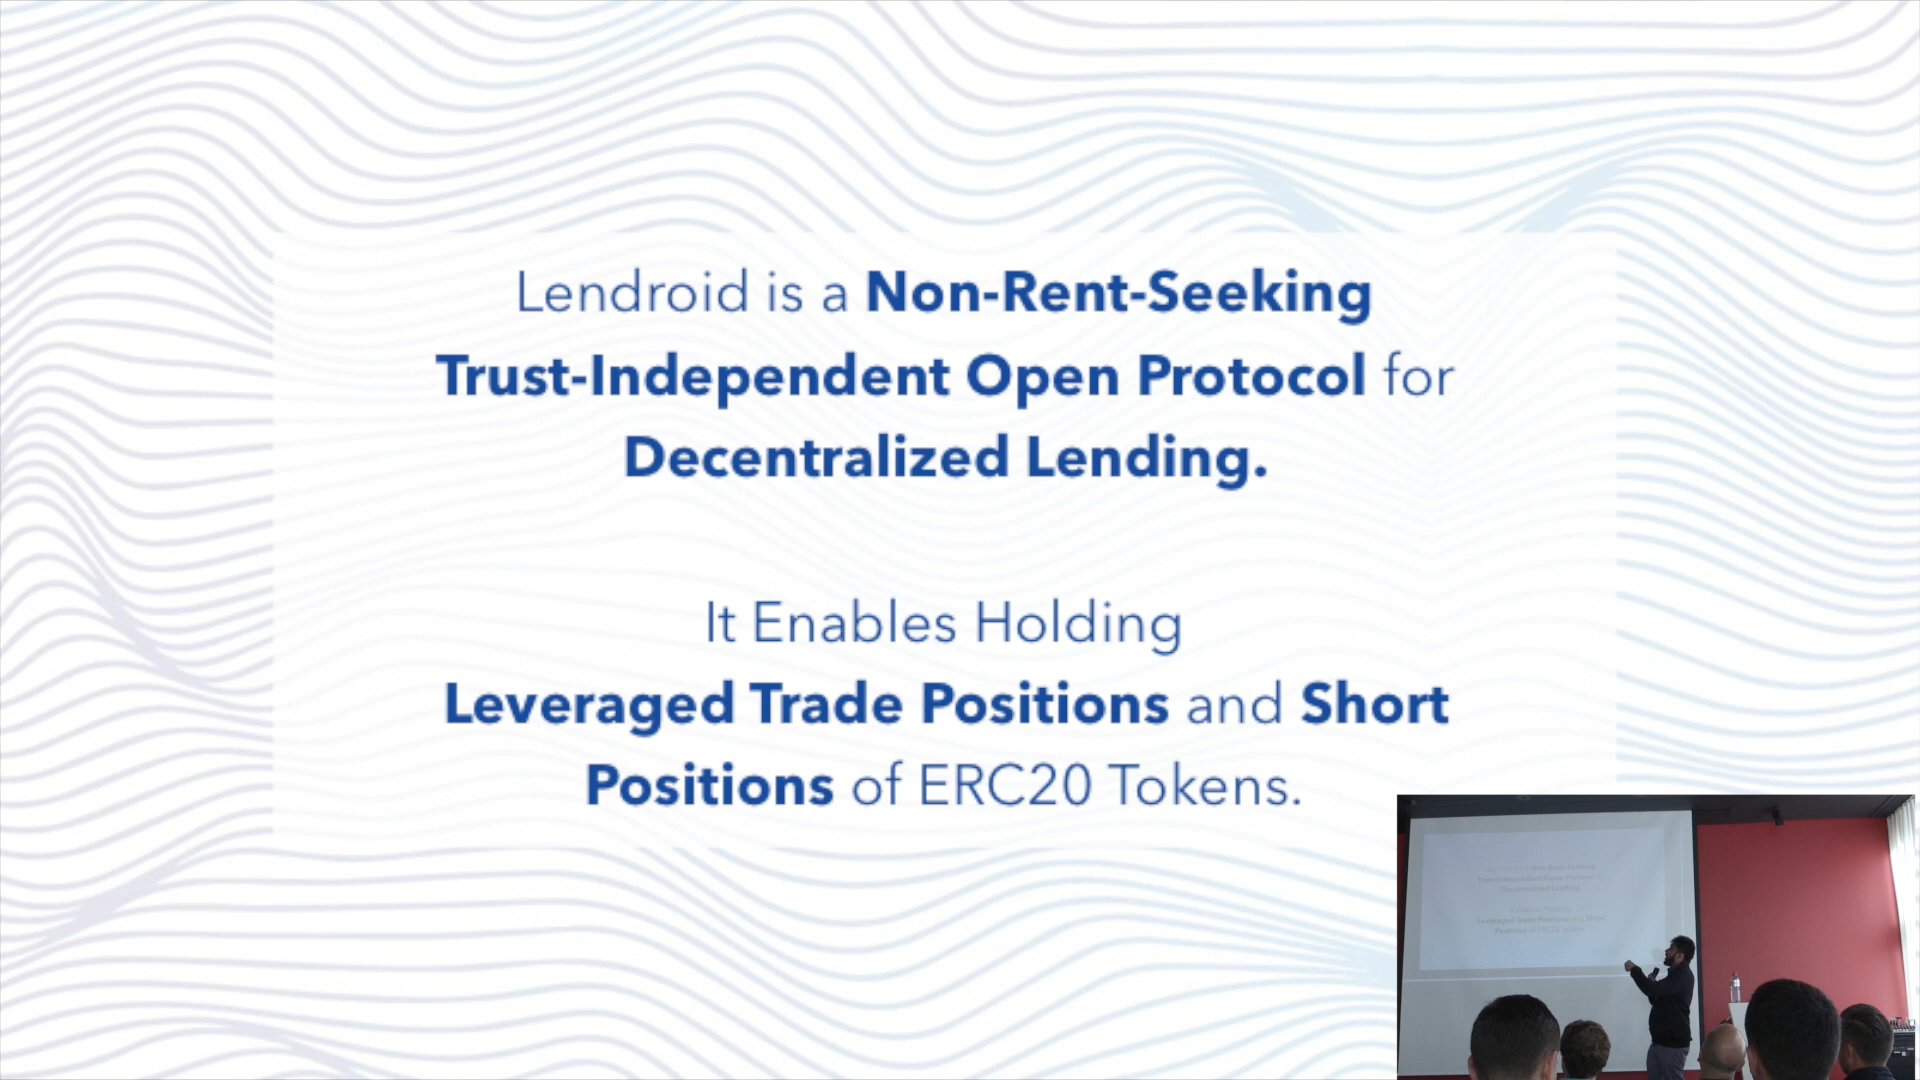 Lendroid is a Non-Rent-Seeking
Trust-Independent Open Protocol for
Decentralized Lending.
It Enables Holding
Leveraged Trade Positions and Short
Positions of ERC20 Tokens.